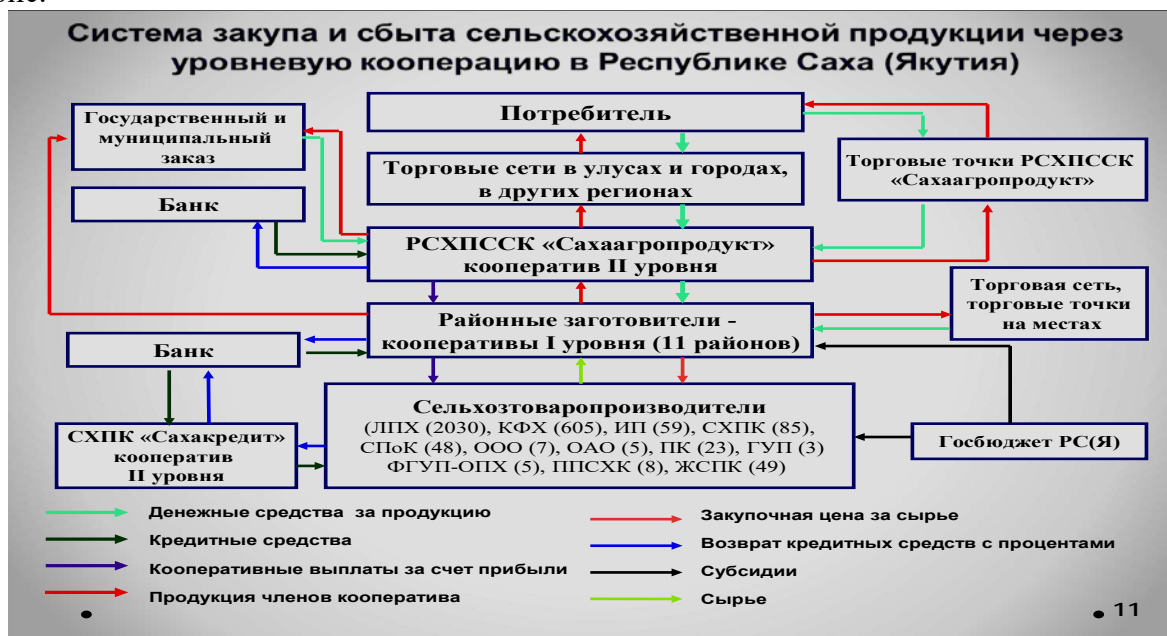 Система закупа и сбыта сельскохозяйственной продукции через
уровневую кооперацию в Республике Саха (Якутия)
Государственный и
муниципальный
заказ
Потребитель
Торговые сети в улусах и городах,
в других регионах
Торговые точки РСХПССК
«Сахаагропродукт»
Банк
РСХПССК «Сахаагропродукт»
кооператив II уровня
Торговая сеть,
торговые точки
на местах
Районные заготовители -
кооперативы I уровня (11 районов)
Банк
Сельхозтоваропроизводители
(ЛПХ (2030), КФХ (605), ИП (59), СХПК (85),
СПоК (48), ООО (7), ОАО (5), ПК (23), ГУП (3)
ФГУП-ОПХ (5), ППСХК (8), ЖСПК (49)
СХПК «Сахакредит»
кооператив
II уровня
Госбюджет РС(Я)
Денежные средства за продукцию
Кредитные средства
Кооперативные выплаты за счет прибыли
Продукция членов кооператива
Закупочная цена за сырье
Возврат кредитных средств с процентами
Субсидии
Сырье
• 11